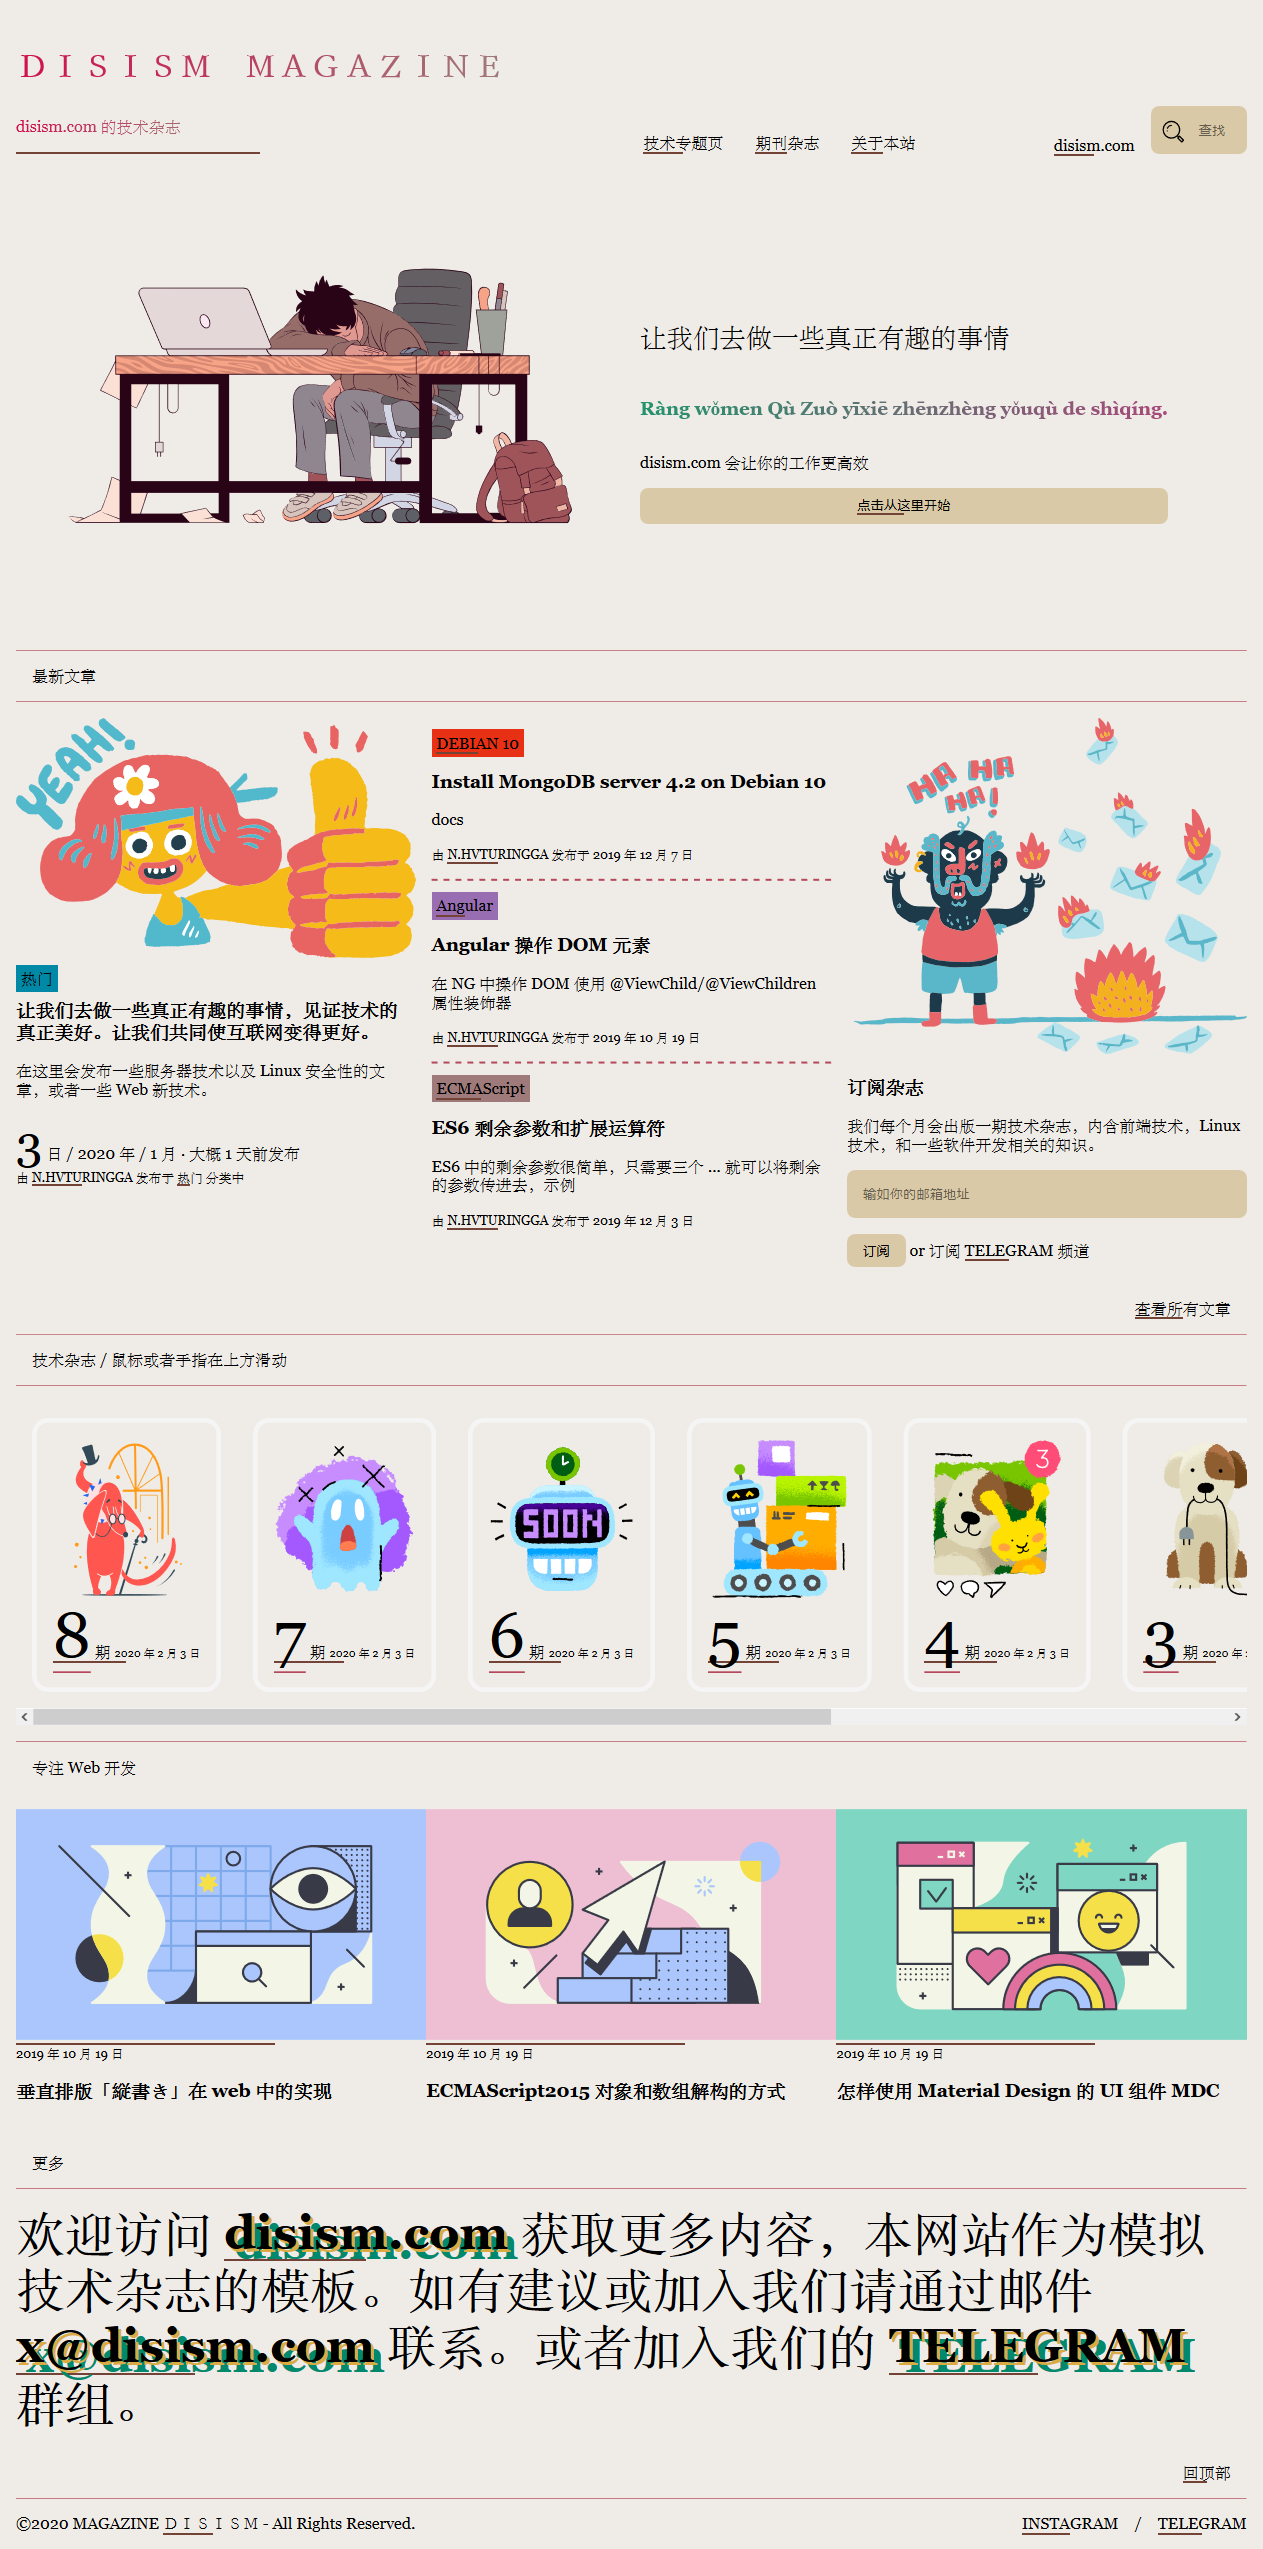 DISISM MAGAZINE
disism.com 的技术杂志
技术专题页 期刊杂志 关于本站 disism.com 查找
让我们去做一些真正有趣的事情
Ràng wǒmen Qù Zuò yīxiē zhēnzhèng yǒuqù de shìqíng.
disism.com 会让你的工作更高效
点击从这里开始
最新文章
YEAH!
热门
让我们去做一些真正有趣的事情，见证技术的
真正美好。让我们共同使互联网变得更好。
在这里会发布一些服务器技术以及 Linux 安全性的文
章，或者一些 Web 新技术。
3 日 / 2020 年 / 1 月 · 大概 1 天前发布
由 N.HVTURINGGA 发布于 热门 分类中
DEBIAN 10
Install MongoDB server 4.2 on Debian 10
docs
由 N.HVTURINGGA 发布于 2019 年 12 月 7 日
Angular
Angular 操作 DOM 元素
在 NG 中操作 DOM 使用 @ViewChild/@ViewChildren
属性装饰器
由 N.HVTURINGGA 发布于 2019 年 10 月 19 日
ECMAScript
ES6 剩余参数和扩展运算符
ES6 中的剩余参数很简单，只需要三个 ... 就可以将剩余
的参数传进去，示例
由 N.HVTURINGGA 发布于 2019 年 12 月 3 日
HA HA
HA!
订阅杂志
我们每个月会出版一期技术杂志，内含前端技术，Linux
技术，和一些软件开发相关的知识。
输如你的邮箱地址
订阅 or 订阅 TELEGRAM 频道
查看所有文章
技术杂志 / 鼠标或者手指在上方滑动
SOON
3
8 期 2020 年 2 月 3 日
7 期 2020 年 2 月 3 日
6 期 2020 年 2 月 3 日
5 期 2020 年 2 月 3 日
4 期 2020 年 2 月 3 日
3 期 2020 年
专注 Web 开发
2019 年 10 月 19 日
垂直排版「縦書き」在 web 中的实现
2019 年 10 月 19 日
ECMAScript2015 对象和数组解构的方式
2019 年 10 月 19 日
怎样使用 Material Design 的 UI 组件 MDC
更多
欢迎访问 disism.com 获取更多内容，本网站作为模拟
技术杂志的模板。如有建议或加入我们请通过邮件
x@disism.com 联系。或者加入我们的 TELEGRAM
群组。
回顶部
©2020 MAGAZINE ＤＩＳＩＳＭ - All Rights Reserved.
INSTAGRAM / TELEGRAM